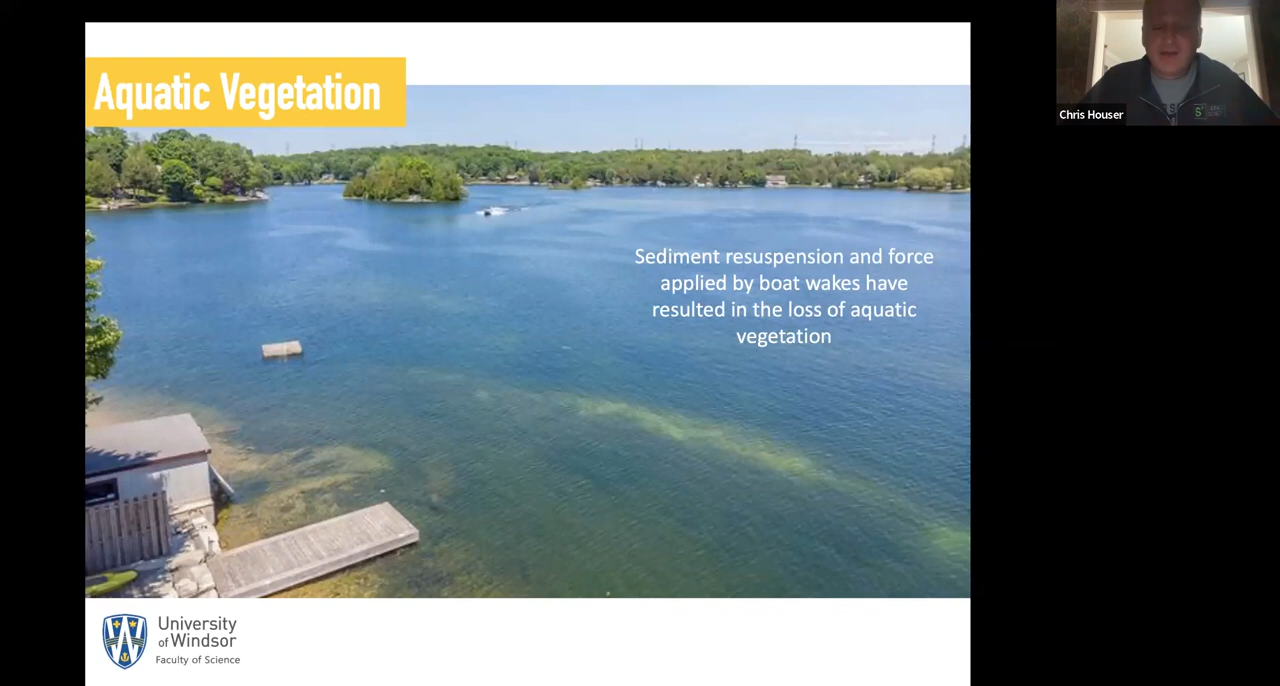 Aquatic Vegetation
Sediment resuspension and force
applied by boat wakes have
resulted in the loss of aquatic
vegetation
University
of Windsor
Faculty of Science
Chris Houser